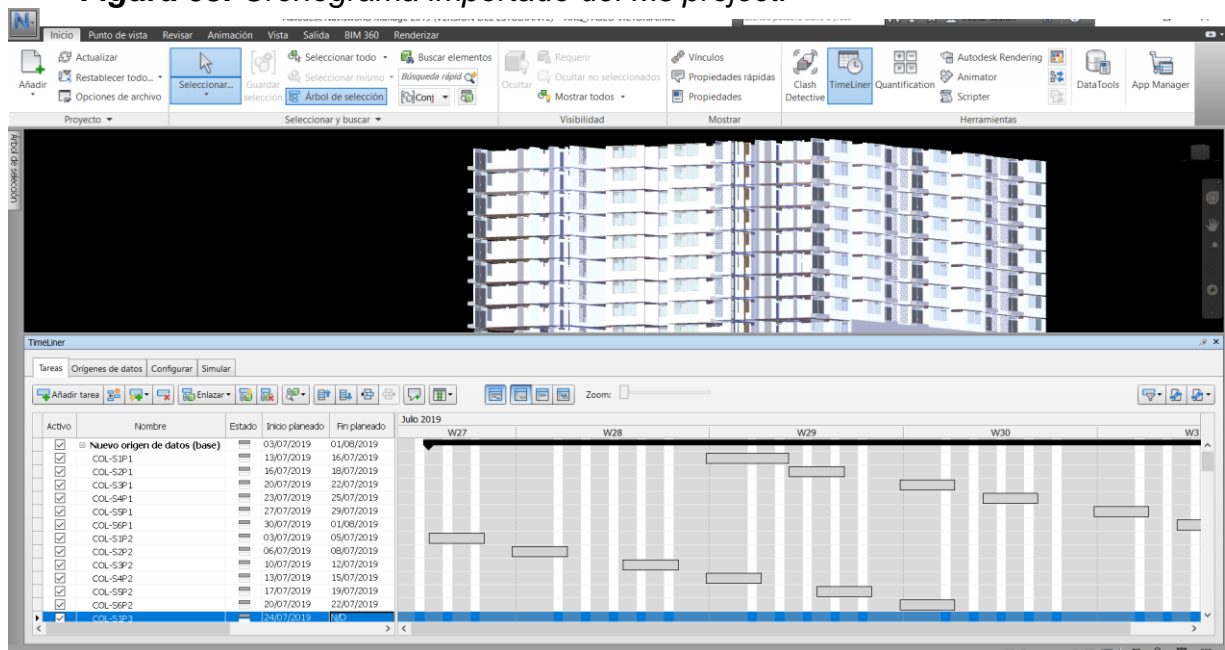 Figura 68. Cronograma importado del Ms project.
Inicio Punto de vista Revisar Animación Vista Salida BIM 360 Renderizar
Añadir
Actualizar
Restablecer todo...
Opciones de archivo
Proyecto
Seleccionar...
Guardar selección
Seleccionar todo
Seleccionar mismo
Árbol de selección
Buscar elementos
Búsqueda rápid
Conj
Seleccionar y buscar
Ocultar
Requerir
Ocultar no seleccionados
Mostrar todos
Visibilidad
Vínculos
Propiedades rápidas
Propiedades
Mostrar
Clash Detective
TimeLiner
Quantification
Autodesk Rendering
Animator
Scripter
DataTools
App Manager
Herramientas
Árbol de selección
TimeLiner
Tareas Orígenes de datos Configurar Simular
Añadir tarea Enlazar Zoom:
Activo Nombre Estado Inicio planeado Fin planeado
Julio 2019
W27 W28 W29 W30 W3
Nuevo origen de datos (base) 03/07/2019 01/08/2019
COL-S1P1 13/07/2019 16/07/2019
COL-S2P1 16/07/2019 18/07/2019
COL-S3P1 20/07/2019 22/07/2019
COL-S4P1 23/07/2019 25/07/2019
COL-S5P1 27/07/2019 29/07/2019
COL-S6P1 30/07/2019 01/08/2019
COL-S1P2 03/07/2019 05/07/2019
COL-S2P2 06/07/2019 08/07/2019
COL-S3P2 10/07/2019 12/07/2019
COL-S4P2 13/07/2019 15/07/2019
COL-S5P2 17/07/2019 19/07/2019
COL-S6P2 20/07/2019 22/07/2019
COL-S1P3 24/07/2019 N/D